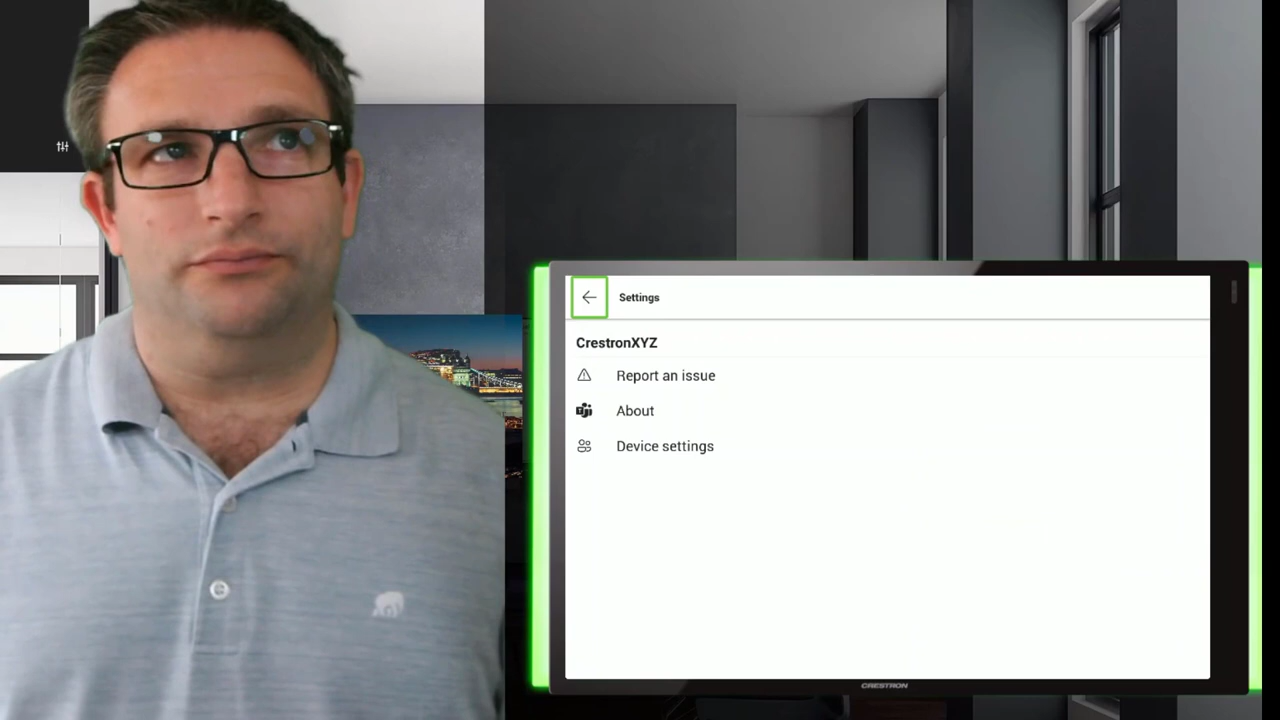 Settings
CrestronXYZ
Report an issue
About
Device settings
CRESTRON